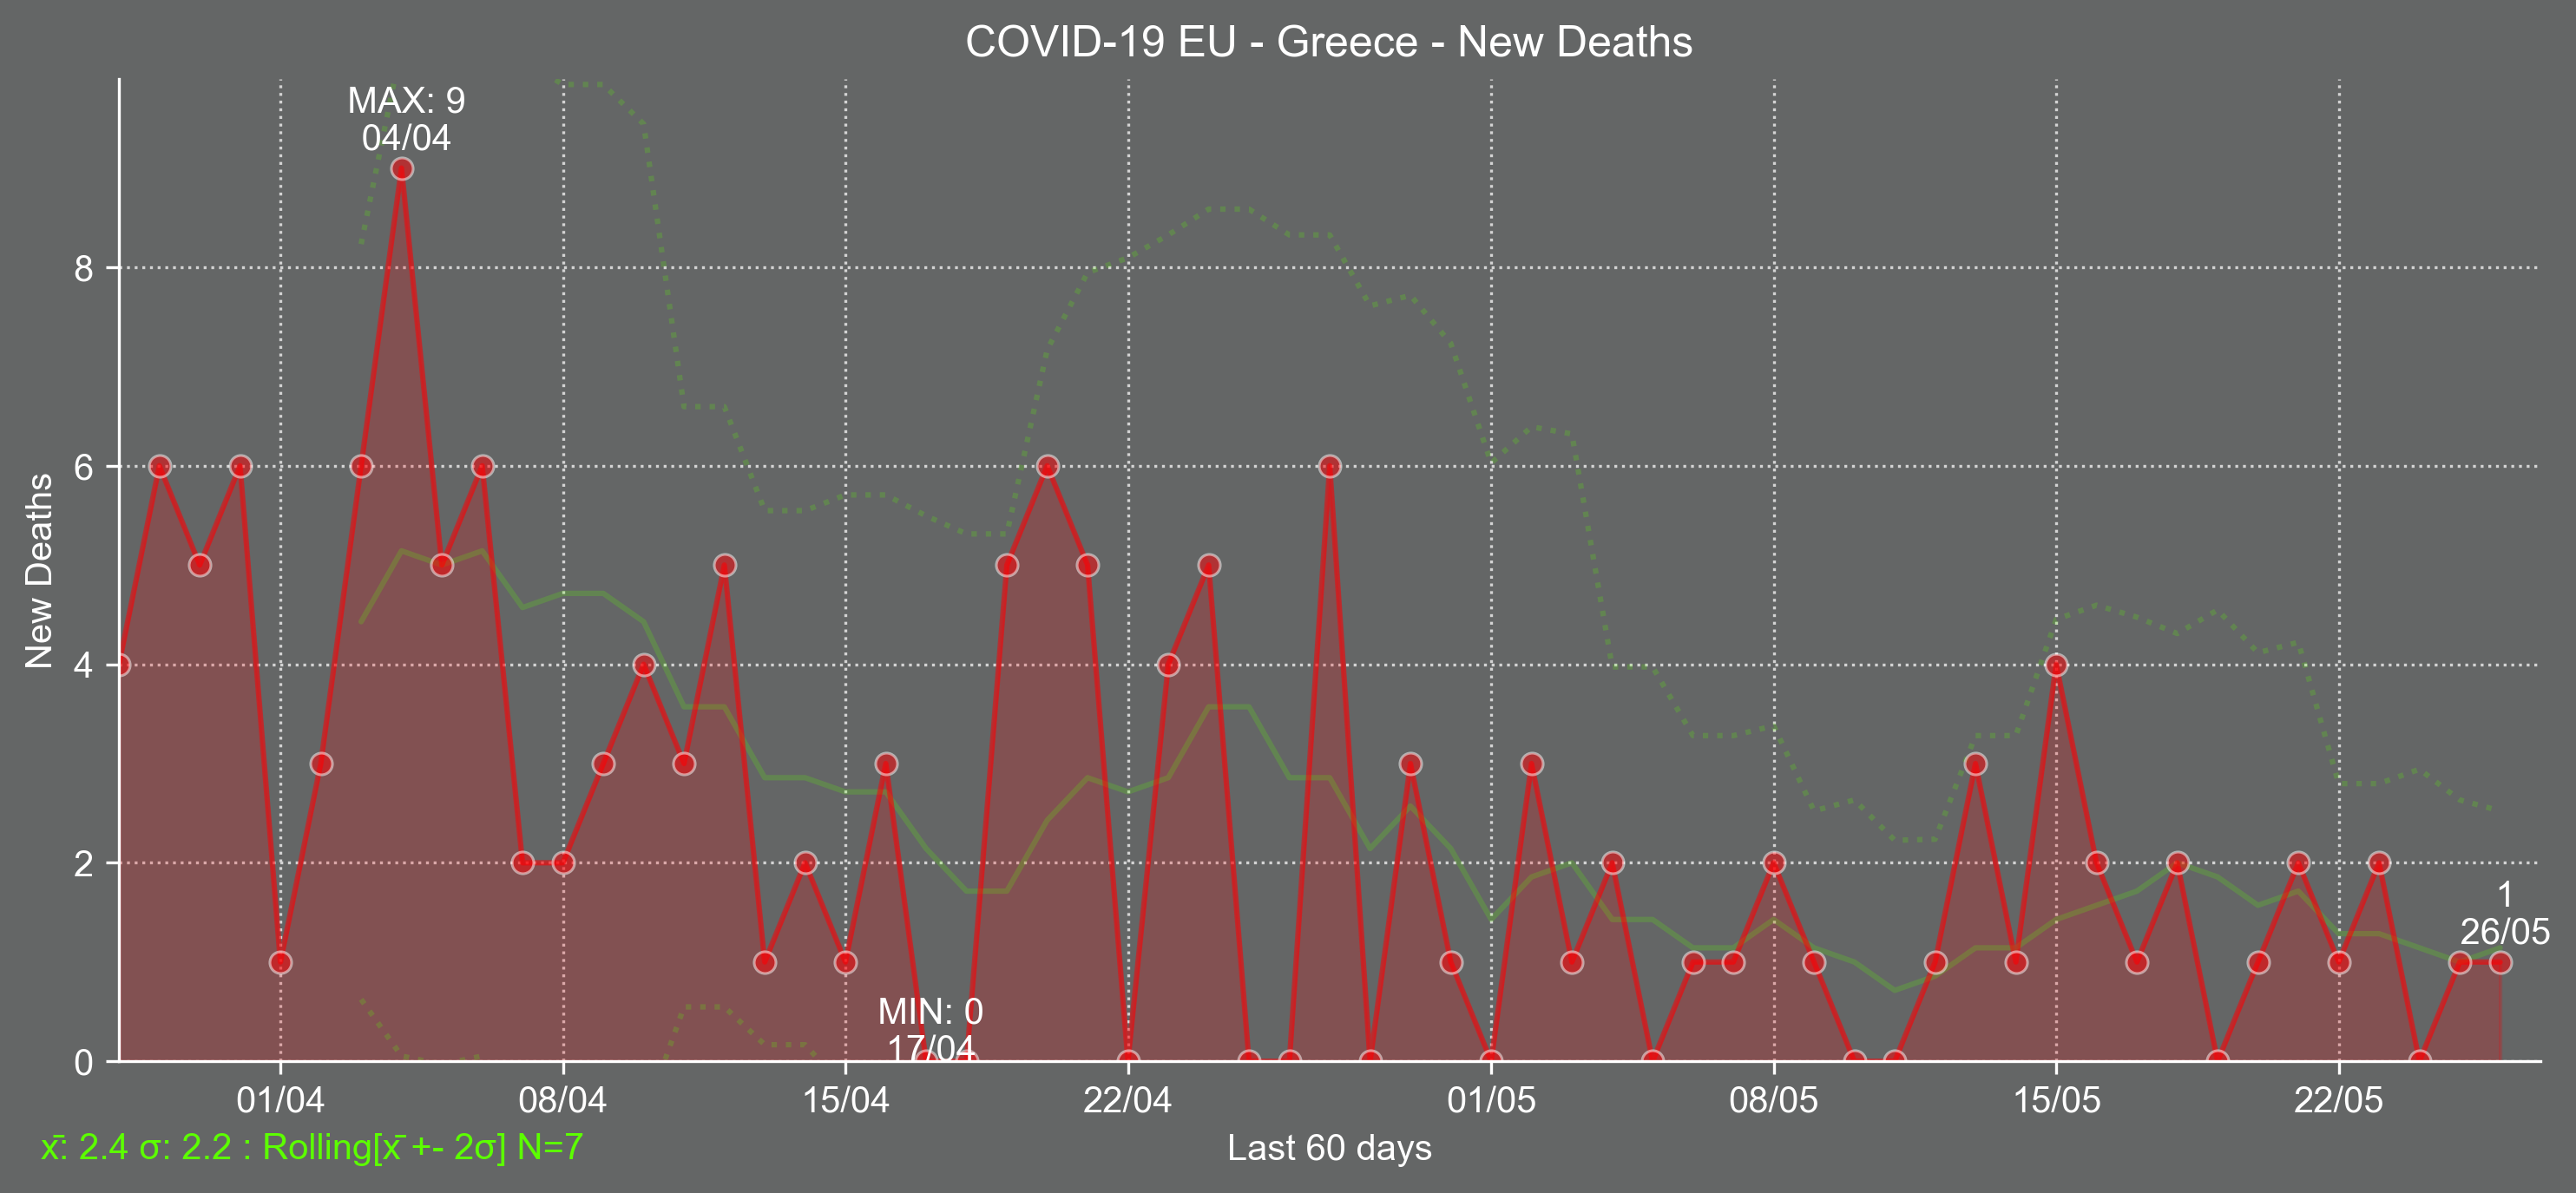 COVID-19 EU - Greece - New Deaths
MAX: 9
04/04
8
6
4
2
0
New Deaths
MIN: 0
17/04
1
26/05
01/04
08/04
15/04
22/04
01/05
08/05
15/05
22/05
x̄: 2.4 σ: 2.2 : Rolling[x̄ +- 2σ] N=7
Last 60 days